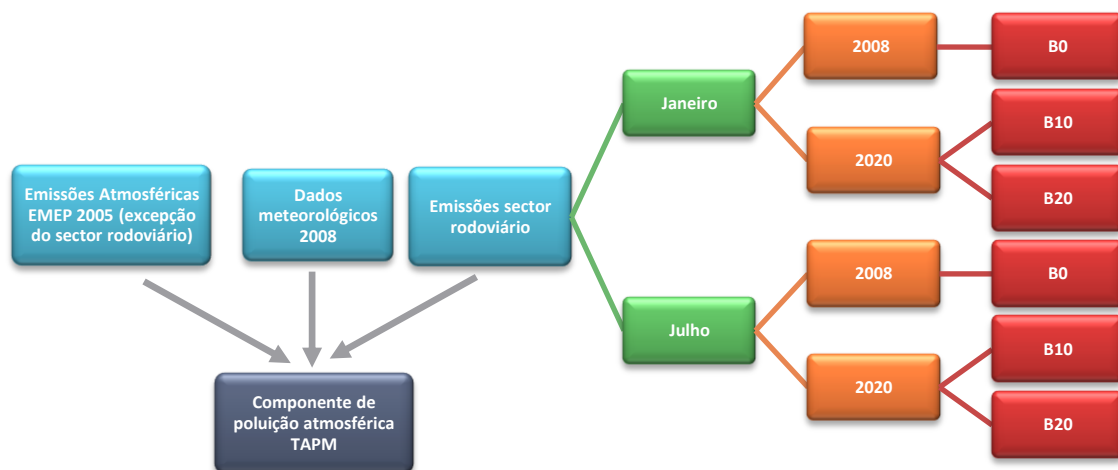 Emissões Atmosféricas
EMEP 2005 (excepção
do sector rodoviário)
Dados
meteorológicos
2008
Emissões sector
rodoviário
Componente de
poluição atmosférica
TAPM
Janeiro
2008
B0
2020
B10
B20
Julho
2008
B0
2020
B10
B20